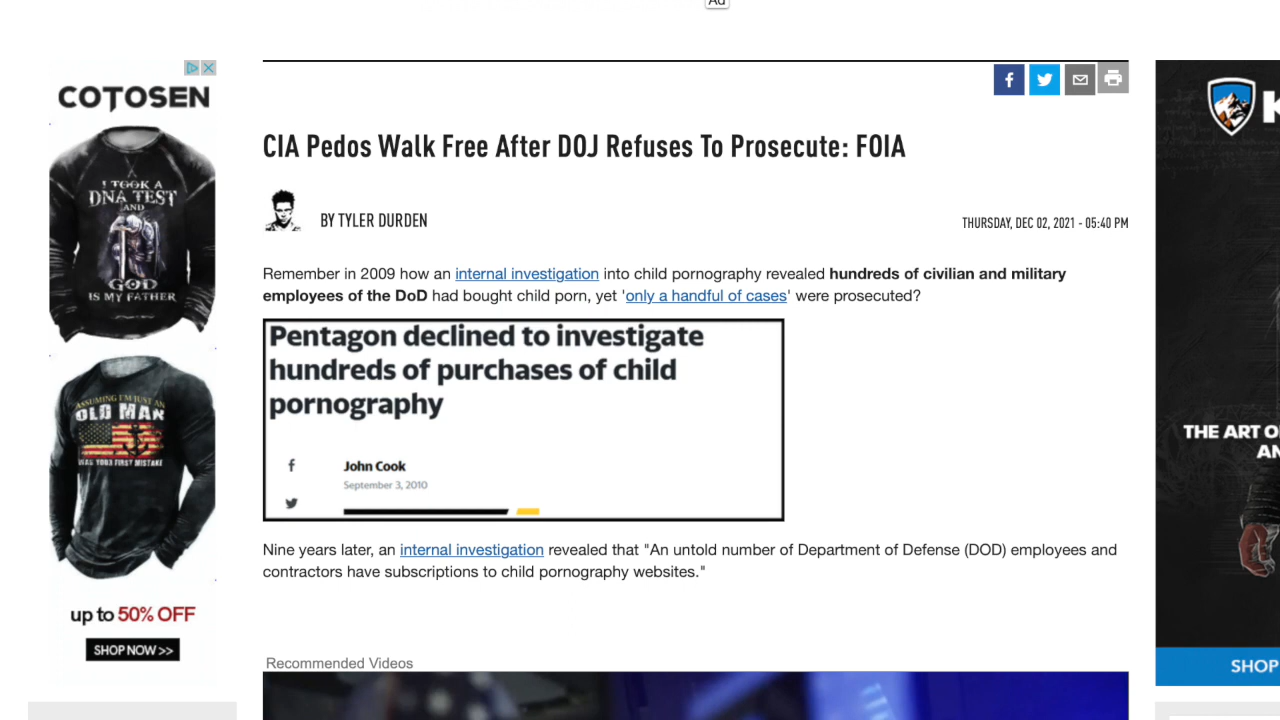 Ad
COTOSEN
I TOOK A
DNA TEST
AND
GOD
IS MY FATHER
ASSUMING I'M JUST AN
OLD MAN
WAS YOUR FIRST MISTAKE
up to 50% OFF
SHOP NOW >>
CIA Pedos Walk Free After DOJ Refuses To Prosecute: FOIA
BY TYLER DURDEN
THURSDAY, DEC 02, 2021 - 05:40 PM
Remember in 2009 how an internal investigation into child pornography revealed hundreds of civilian and military
employees of the DoD had bought child porn, yet 'only a handful of cases' were prosecuted?
Pentagon declined to investigate
hundreds of purchases of child
pornography
John Cook
September 3, 2010
Nine years later, an internal investigation revealed that "An untold number of Department of Defense (DOD) employees and
contractors have subscriptions to child pornography websites."
Recommended Videos
K
THE ART O
AN
SHOP